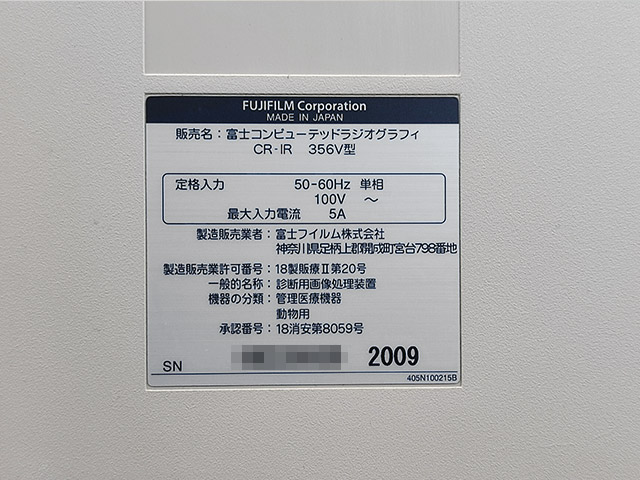 FUJIFILM Corporation
MADE IN JAPAN
販売名：富士コンピューテッドラジオグラフィ
CR-IR 356V型
定格入力 50-60Hz 単相
100V ～
最大入力電流 5A
製造販売業者：富士フイルム株式会社
神奈川県足柄上郡開成町宮台798番地
製造販売業許可番号：18製販療Ⅱ第20号
一般的名称：診断用画像処理装置
機器の分類：管理医療機器
動物用
承認番号：18消安第8059号
SN 2009
405N100215B